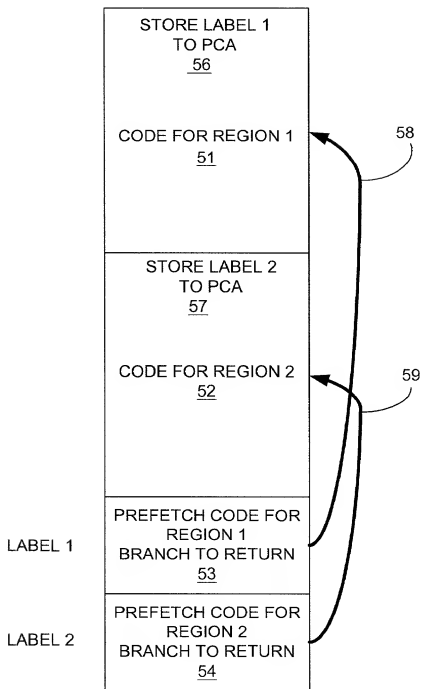 STORE LABEL 1
TO PCA
56
58
CODE FOR REGION 1
51
STORE LABEL 2
TO PCA
57
CODE FOR REGION 2
52
59
PREFETCH CODE FOR
REGION 1
BRANCH TO RETURN
53
LABEL 1
PREFETCH CODE FOR
REGION 2
BRANCH TO RETURN
54
LABEL 2